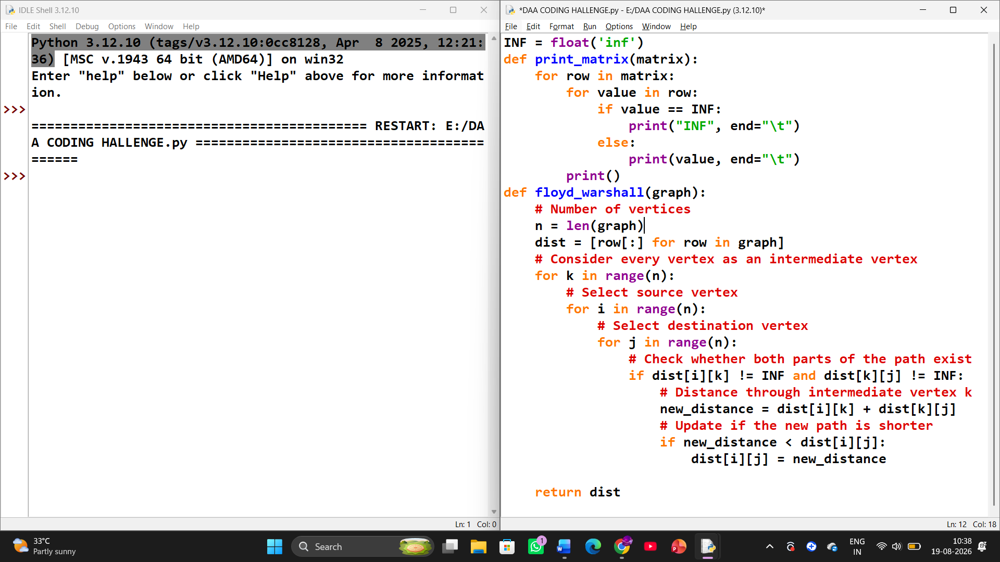 IDLE Shell 3.12.10
File Edit Shell Debug Options Window Help
Python 3.12.10 (tags/v3.12.10:0cc8128, Apr  8 2025, 12:21:
36) [MSC v.1943 64 bit (AMD64)] on win32
Enter "help" below or click "Help" above for more informat
ion.
>>>
=========================================== RESTART: E:/DA
A CODING HALLENGE.py =====================================
======
>>>
Ln: 1 Col: 0
*DAA CODING HALLENGE.py - E:/DAA CODING HALLENGE.py (3.12.10)*
File Edit Format Run Options Window Help
INF = float('inf')
def print_matrix(matrix):
    for row in matrix:
        for value in row:
            if value == INF:
                print("INF", end="\t")
            else:
                print(value, end="\t")
        print()
def floyd_warshall(graph):
    # Number of vertices
    n = len(graph)
    dist = [row[:] for row in graph]
    # Consider every vertex as an intermediate vertex
    for k in range(n):
        # Select source vertex
        for i in range(n):
            # Select destination vertex
            for j in range(n):
                # Check whether both parts of the path exist
                if dist[i][k] != INF and dist[k][j] != INF:
                    # Distance through intermediate vertex k
                    new_distance = dist[i][k] + dist[k][j]
                    # Update if the new path is shorter
                    if new_distance < dist[i][j]:
                        dist[i][j] = new_distance
    return dist
Ln: 12 Col: 18
33°C
Partly sunny
Search
1
ENG
IN
10:38
19-08-2026